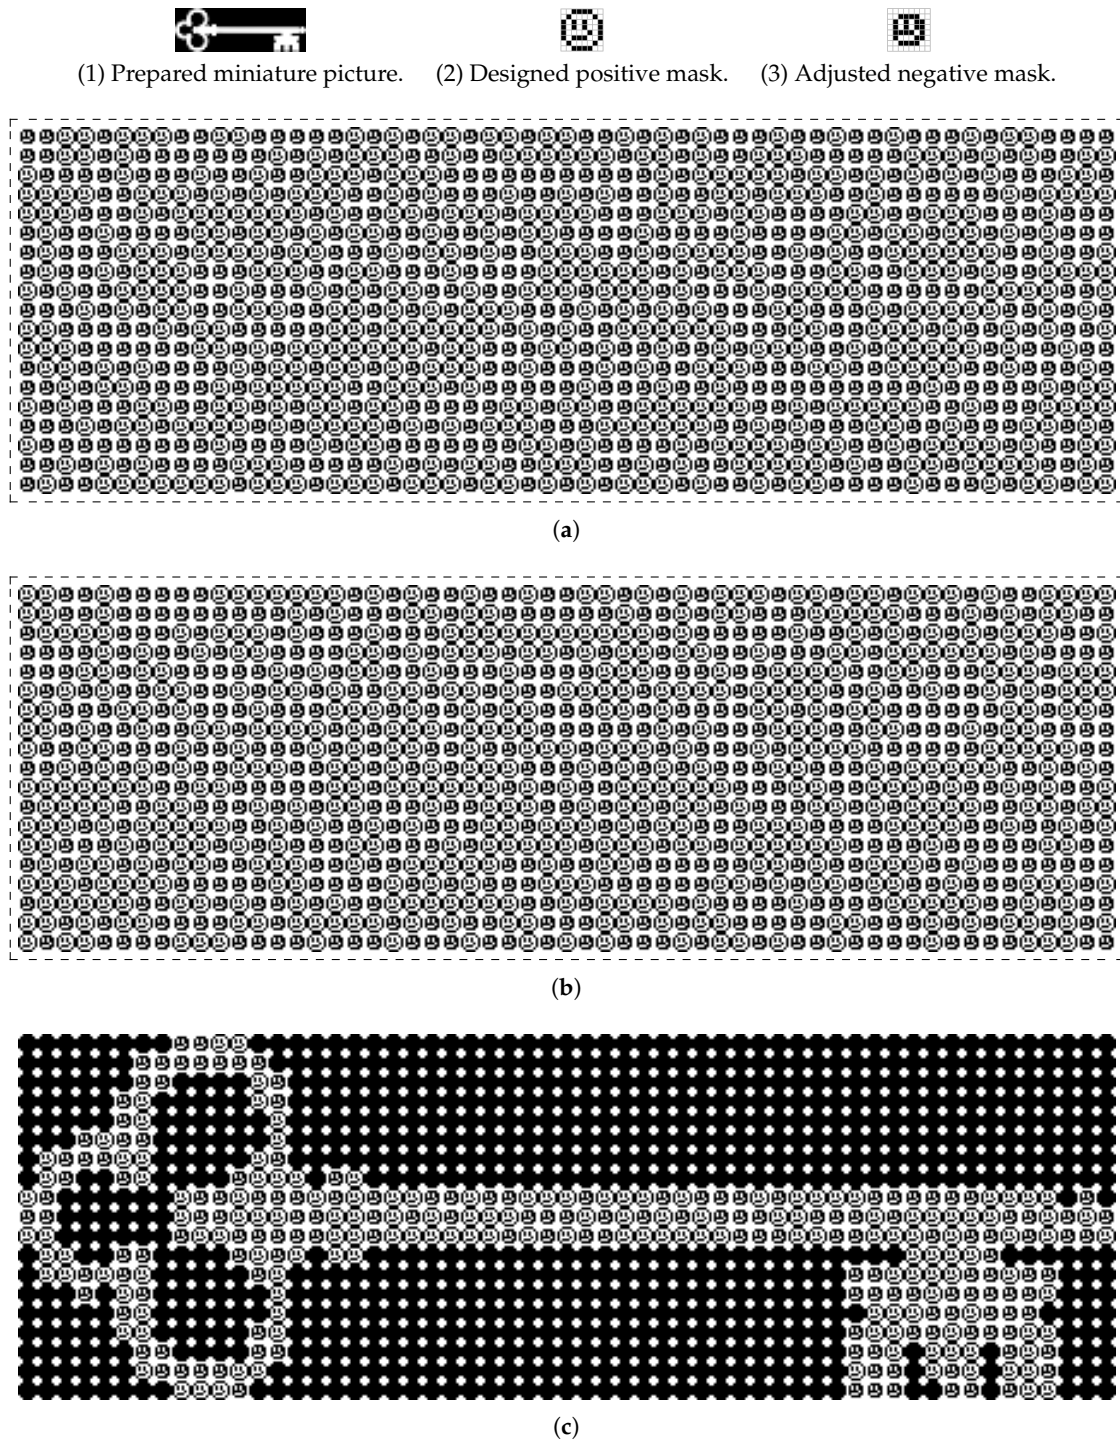 (1) Prepared miniature picture. (2) Designed positive mask. (3) Adjusted negative mask.
(a)
(b)
(c)